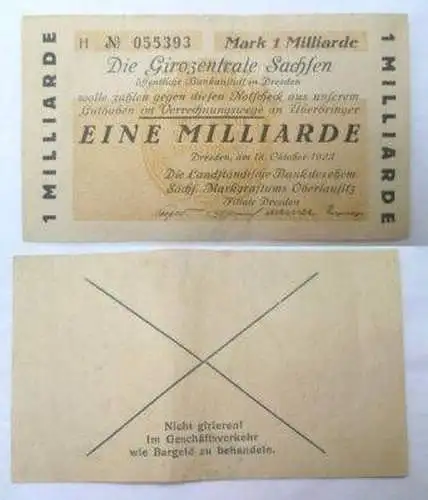 H № 055393 Mark 1 Milliarde
Die Girozentrale Sachsen
öffentliche Bankanstalt in Dresden
wolle zahlen gegen diesen Notscheck aus unserem
Guthaben im Verrechnungswege an Überbringer
EINE MILLIARDE
Dresden, am 18. Oktober 1923
Die Landständische Bank des ehem.
Sächs. Markgraftums Oberlausitz
Filiale Dresden
1 MILLIARDE
1 MILLIARDE
Nicht girieren!
Im Geschäftsverkehr
wie Bargeld zu behandeln.